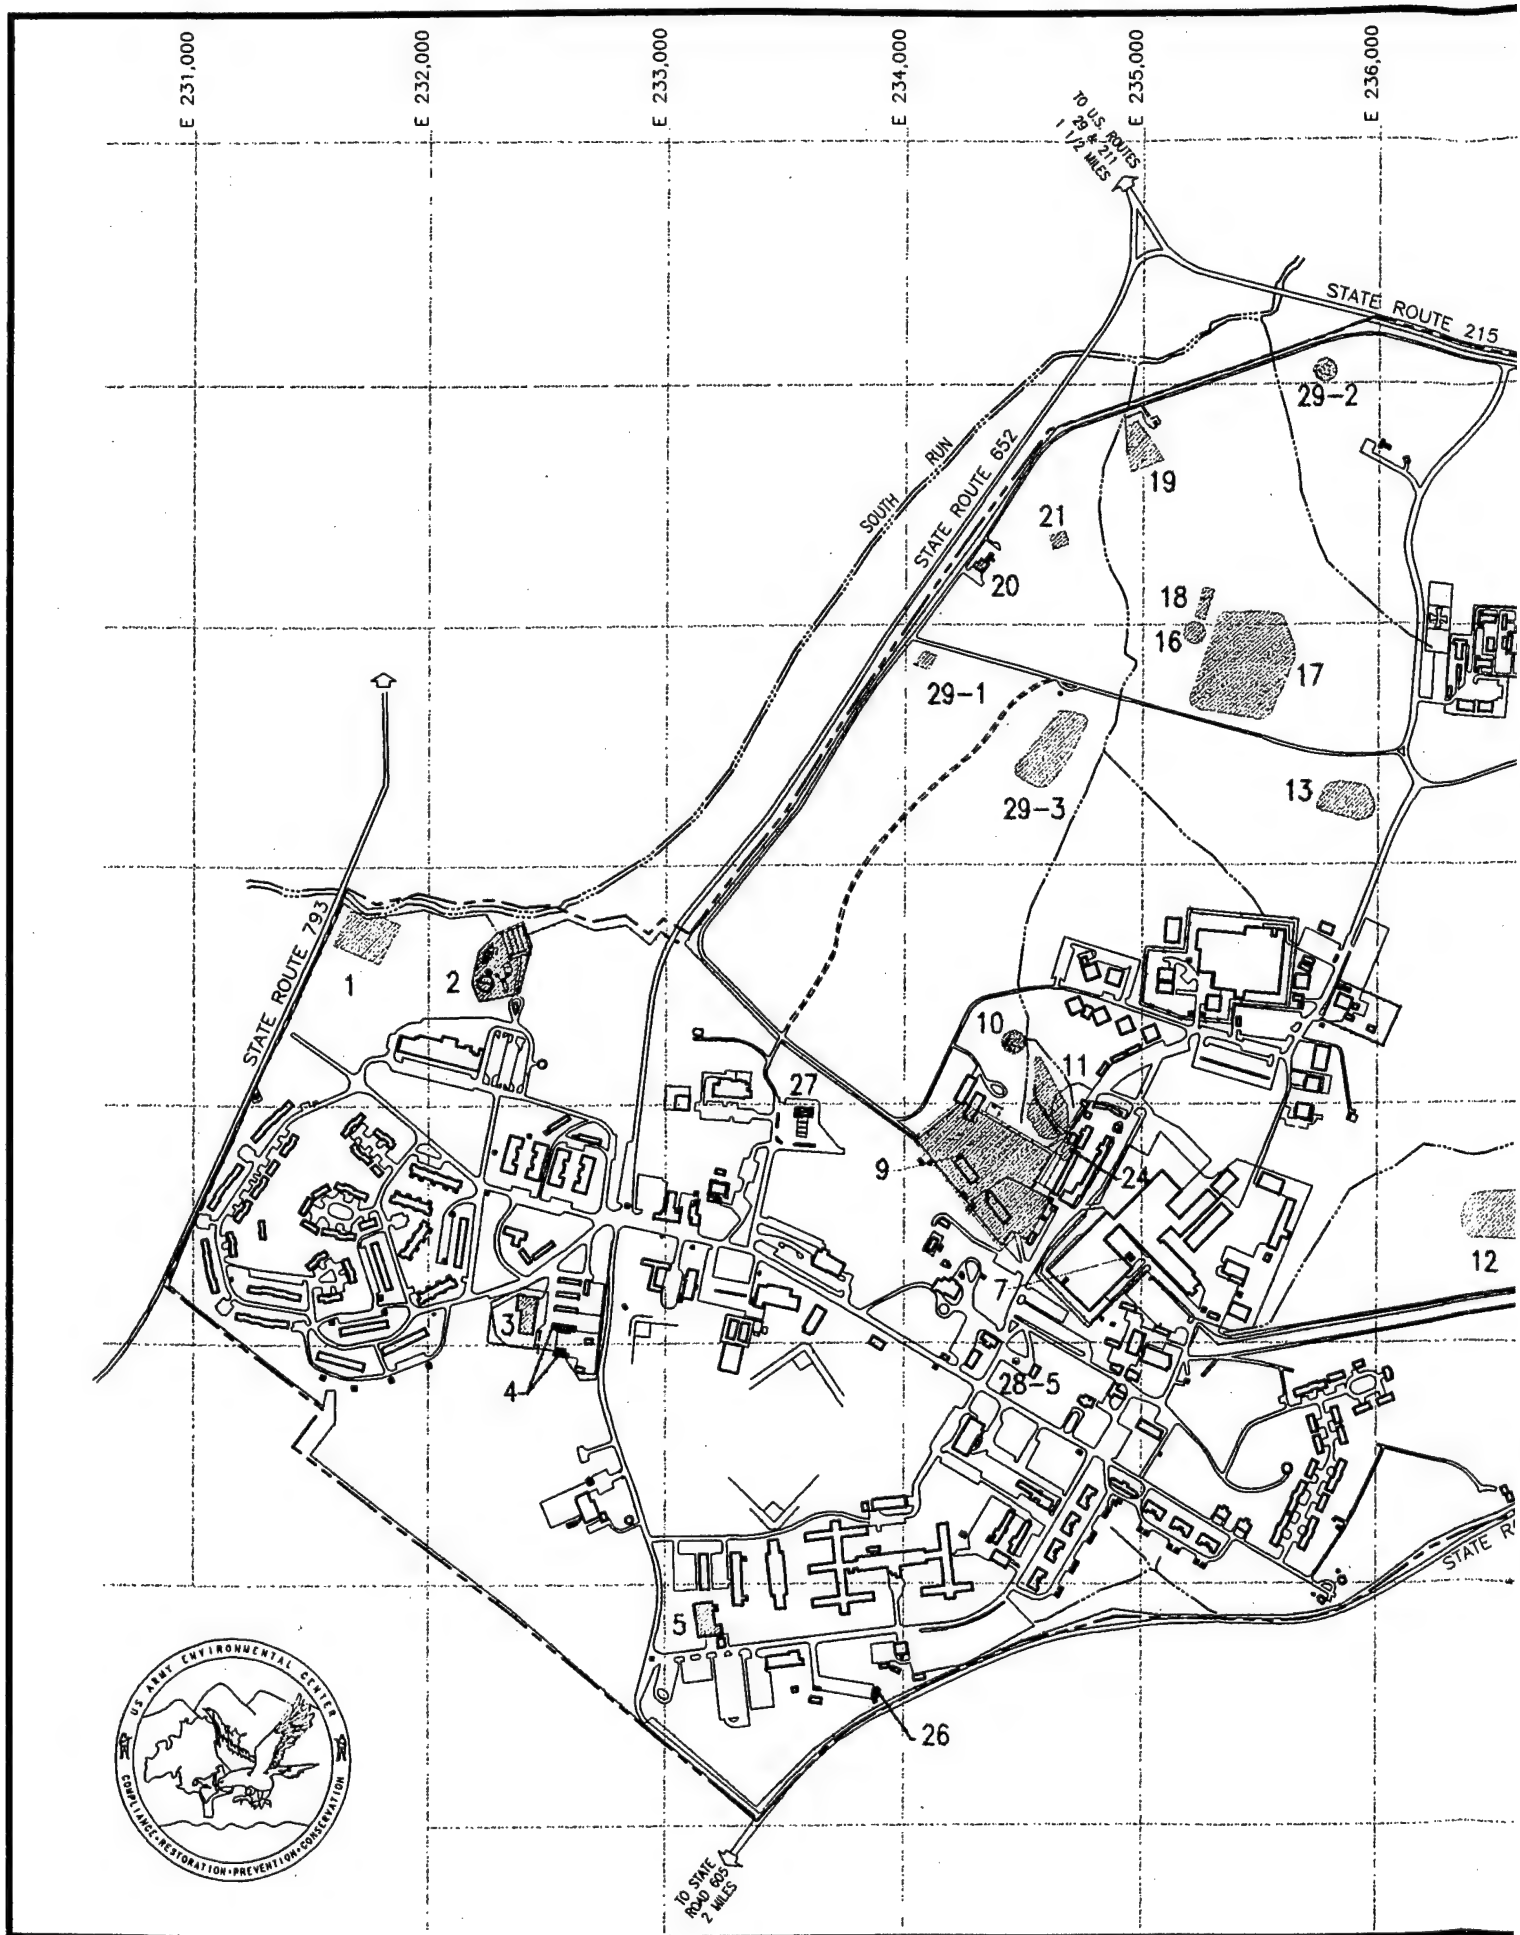 E 231,000
E 232,000
E 233,000
E 234,000
E 235,000
E 236,000
TO U.S. ROUTES
29 & 211
1 1/2 MILES
STATE ROUTE 215
29-2
SOUTH RUN
STATE ROUTE 652
19
21
20
18
16
17
29-1
29-3
13
STATE ROUTE 793
1
2
10
11
27
9
24
12
7
3
4
28-5
STATE R
5
26
US ARMY ENVIRONMENTAL CENTER
COMPLIANCE•RESTORATION•PREVENTION•CONSERVATION
TO STATE
ROAD 605
2 MILES